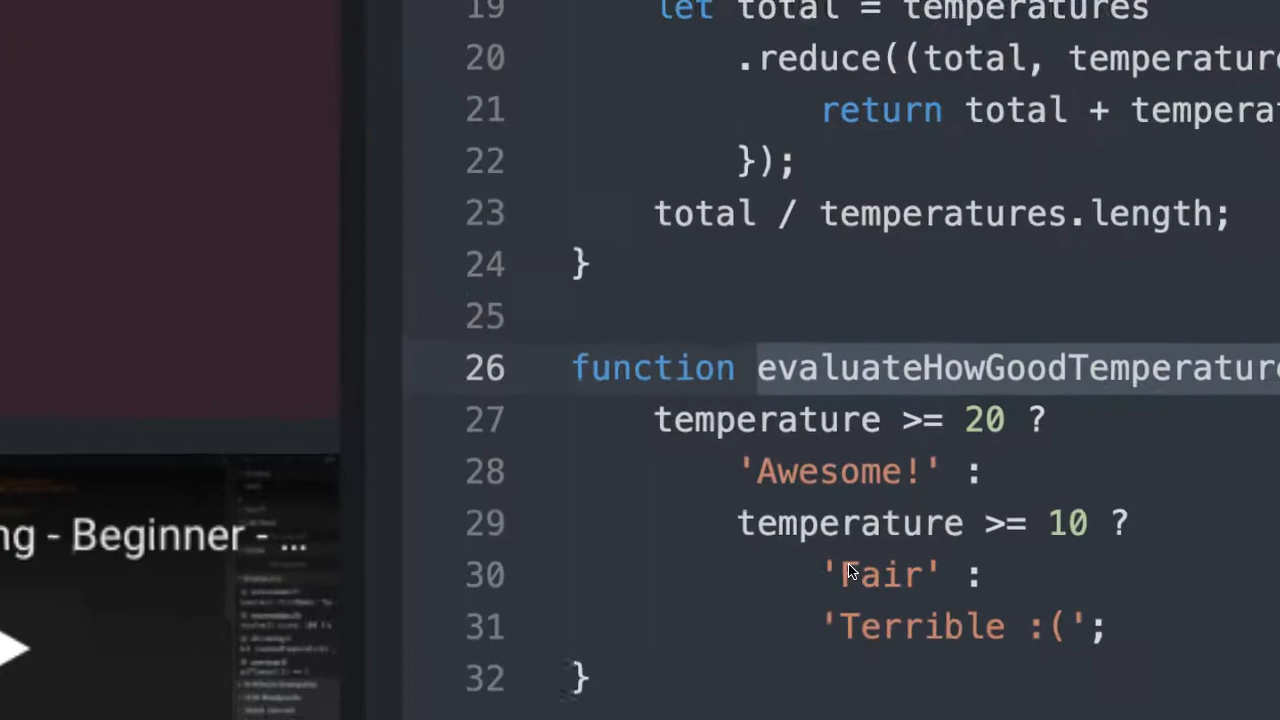 19 let total = temperatures
20 .reduce((total, temperature
21 return total + tempera
22 });
23 total / temperatures.length;
24 }
25
26 function evaluateHowGoodTemperature
27 temperature >= 20 ?
28 'Awesome!' :
29 temperature >= 10 ?
30 'Fair' :
31 'Terrible :(';
32 }
ng - Beginner - ...